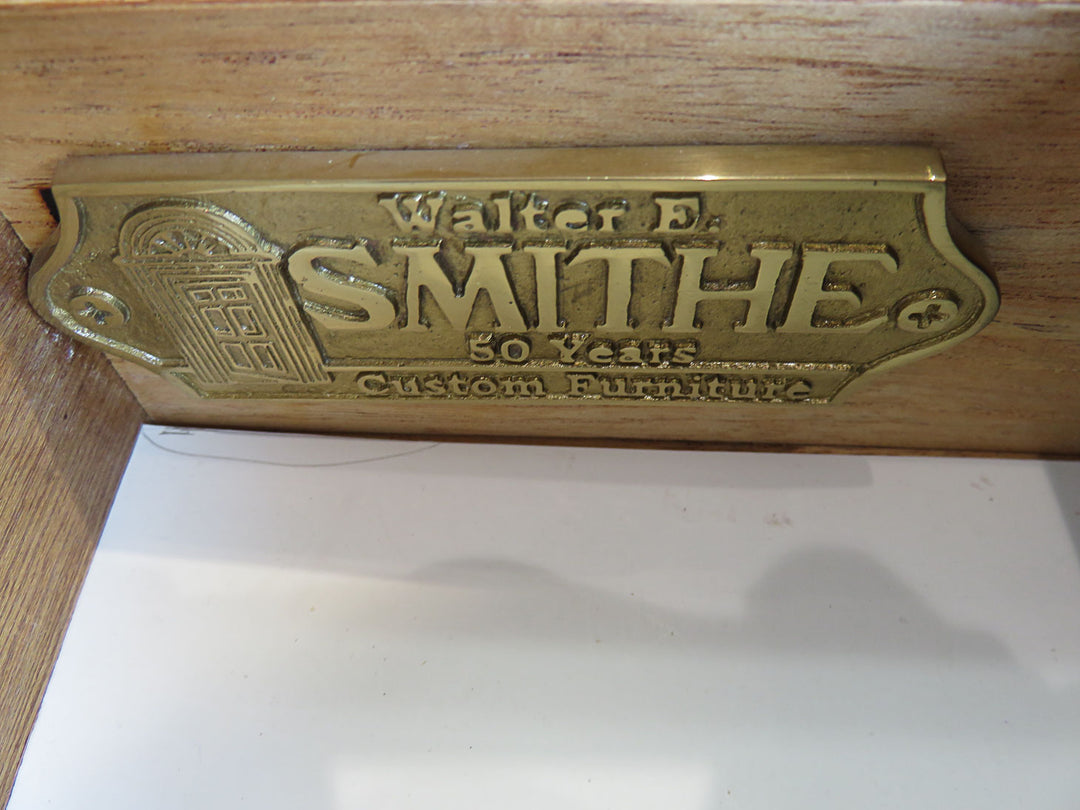 Walter E.
SMITHE
50 Years
Custom Furniture